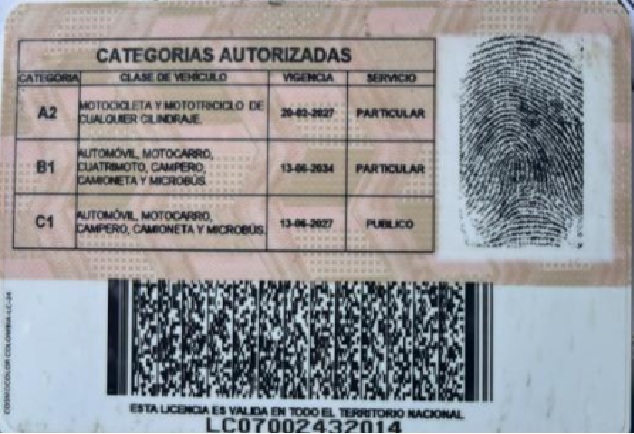 CATEGORIAS AUTORIZADAS
CATEGORIA CLASE DE VEHÍCULO VIGENCIA SERVICIO
A2 MOTOCICLETA Y MOTOTRICICLO DE CUALQUIER CILINDRAJE. 20-02-2027 PARTICULAR
B1 AUTOMÓVIL, MOTOCARRO, CUATRIMOTO, CAMPERO, CAMIONETA Y MICROBÚS 13-06-2034 PARTICULAR
C1 AUTOMÓVIL, MOTOCARRO, CAMPERO, CAMIONETA Y MICROBÚS. 13-06-2027 PUBLICO
ESTA LICENCIA ES VALIDA EN TODO EL TERRITORIO NACIONAL
LC07002432014